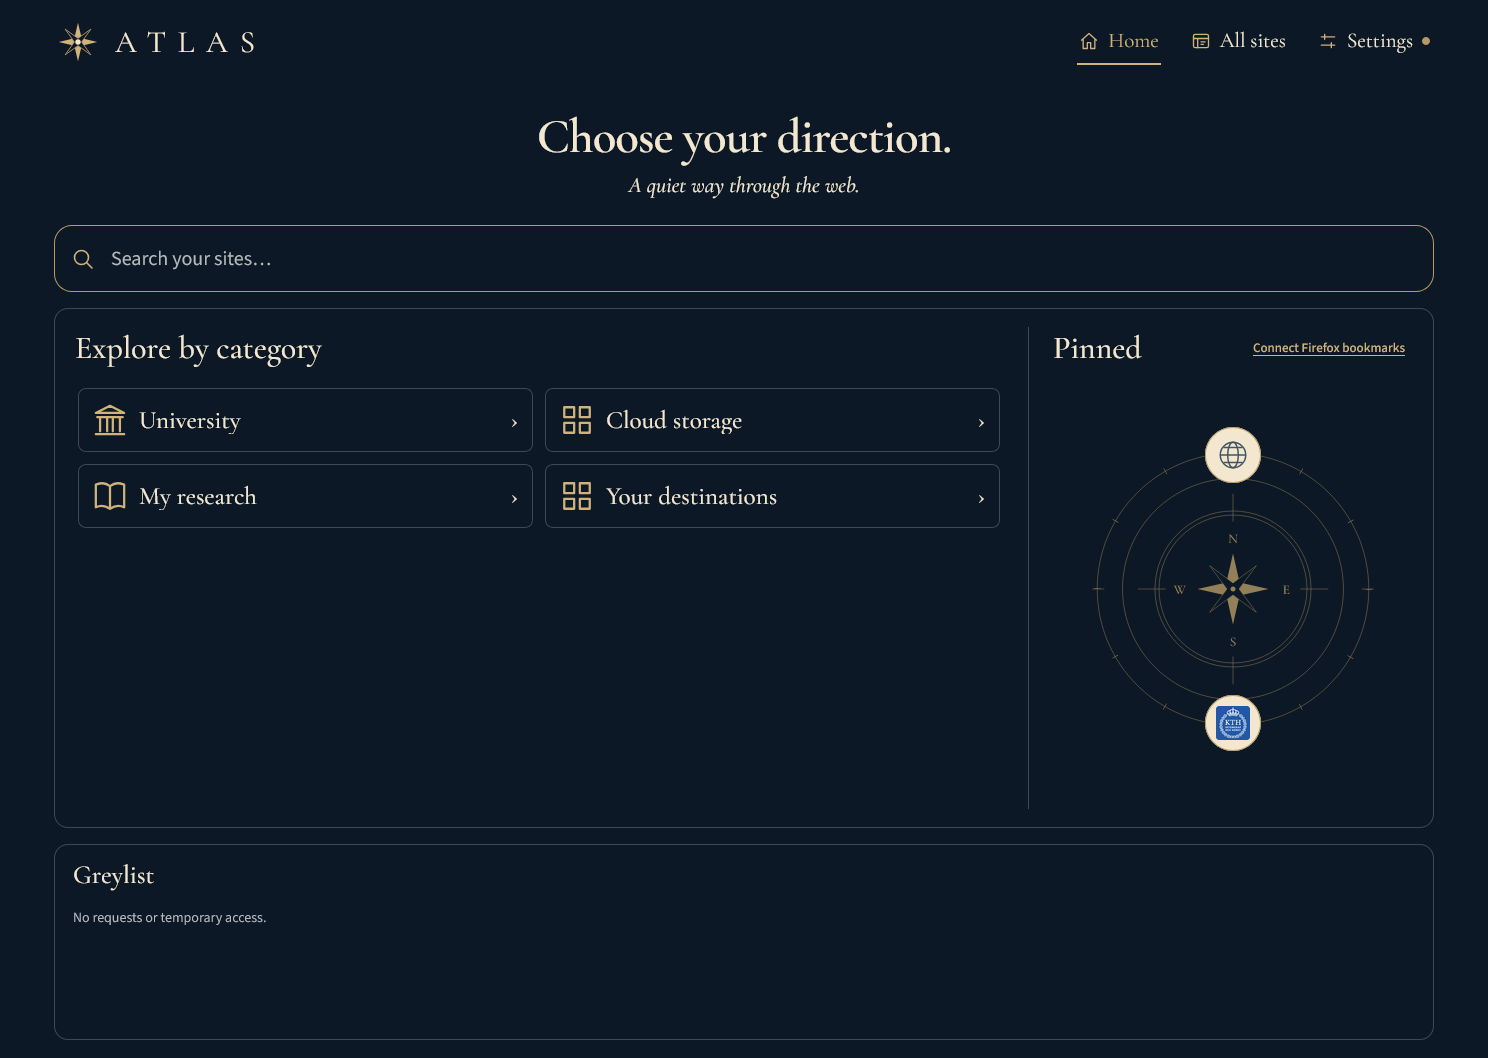 ATLAS
Home
All sites
Settings
Choose your direction.
A quiet way through the web.
Search your sites…
Explore by category
University
Cloud storage
My research
Your destinations
Pinned
Connect Firefox bookmarks
N
W
E
S
KTH
Greylist
No requests or temporary access.